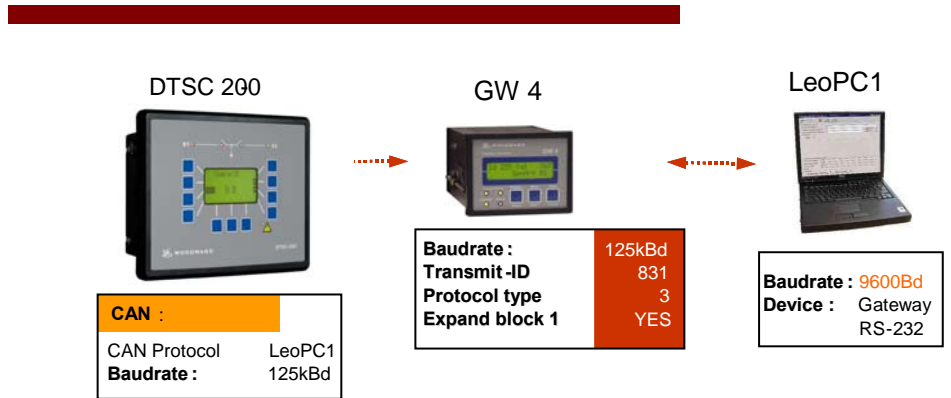 DTSC 200
GW 4
LeoPC1
WOODWARD
CAN :
CAN Protocol LeoPC1
Baudrate : 125kBd
Baudrate : 125kBd
Transmit-ID 831
Protocol type 3
Expand block 1 YES
Baudrate : 9600Bd
Device : Gateway
RS-232